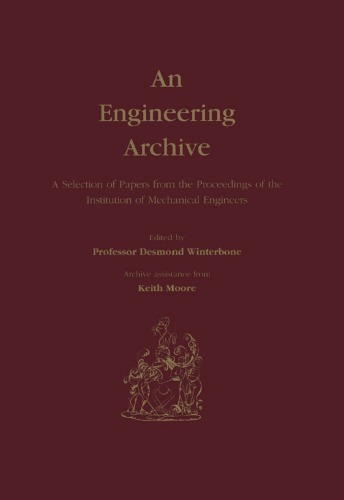 An
Engineering
Archive
A Selection of Papers from the Proceedings of the
Institution of Mechanical Engineers
Edited by
Professor Desmond Winterbone
Archive assistance from
Keith Moore